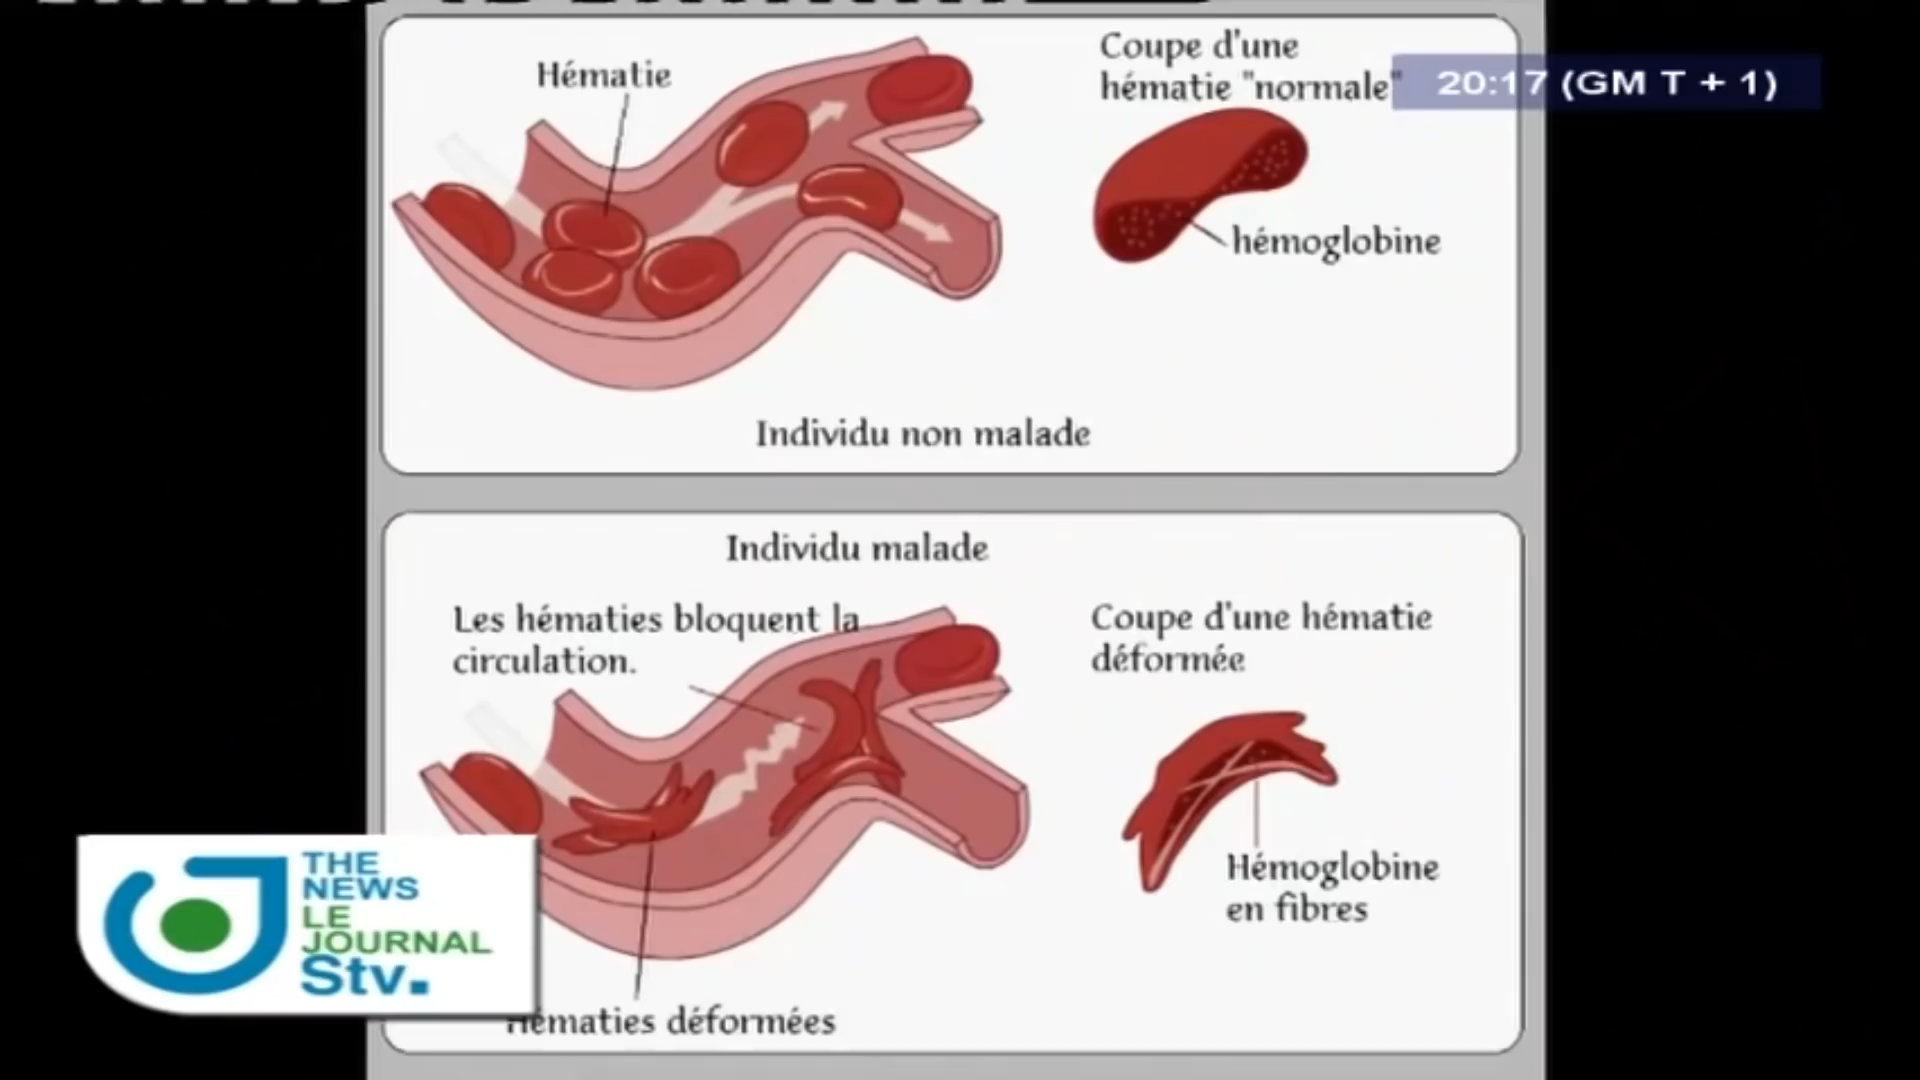 Hématie
Coupe d'une
hématie "normale"
20:17 (GM T + 1)
hémoglobine
Individu non malade
Individu malade
Les hématies bloquent la
circulation.
Coupe d'une hématie
déformée
Hémoglobine
en fibres
Hématies déformées
THE
NEWS
LE
JOURNAL
Stv.